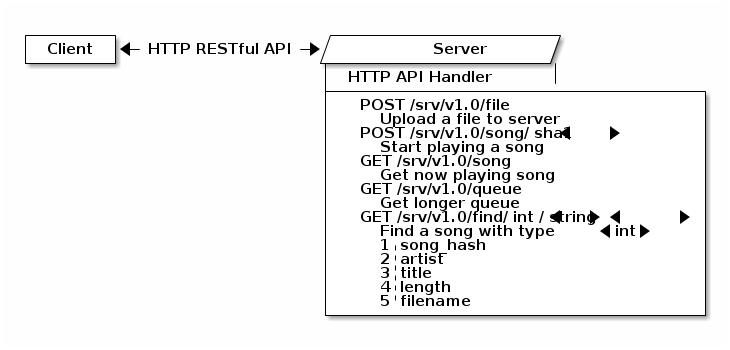 Client HTTP RESTful API Server
HTTP API Handler
POST /srv/v1.0/file
Upload a file to server
POST /srv/v1.0/song/ sha
Start playing a song
GET /srv/v1.0/song
Get now playing song
GET /srv/v1.0/queue
Get longer queue
GET /srv/v1.0/find/ int / string
Find a song with type int
1 song_hash
2 artist
3 title
4 length
5 filename